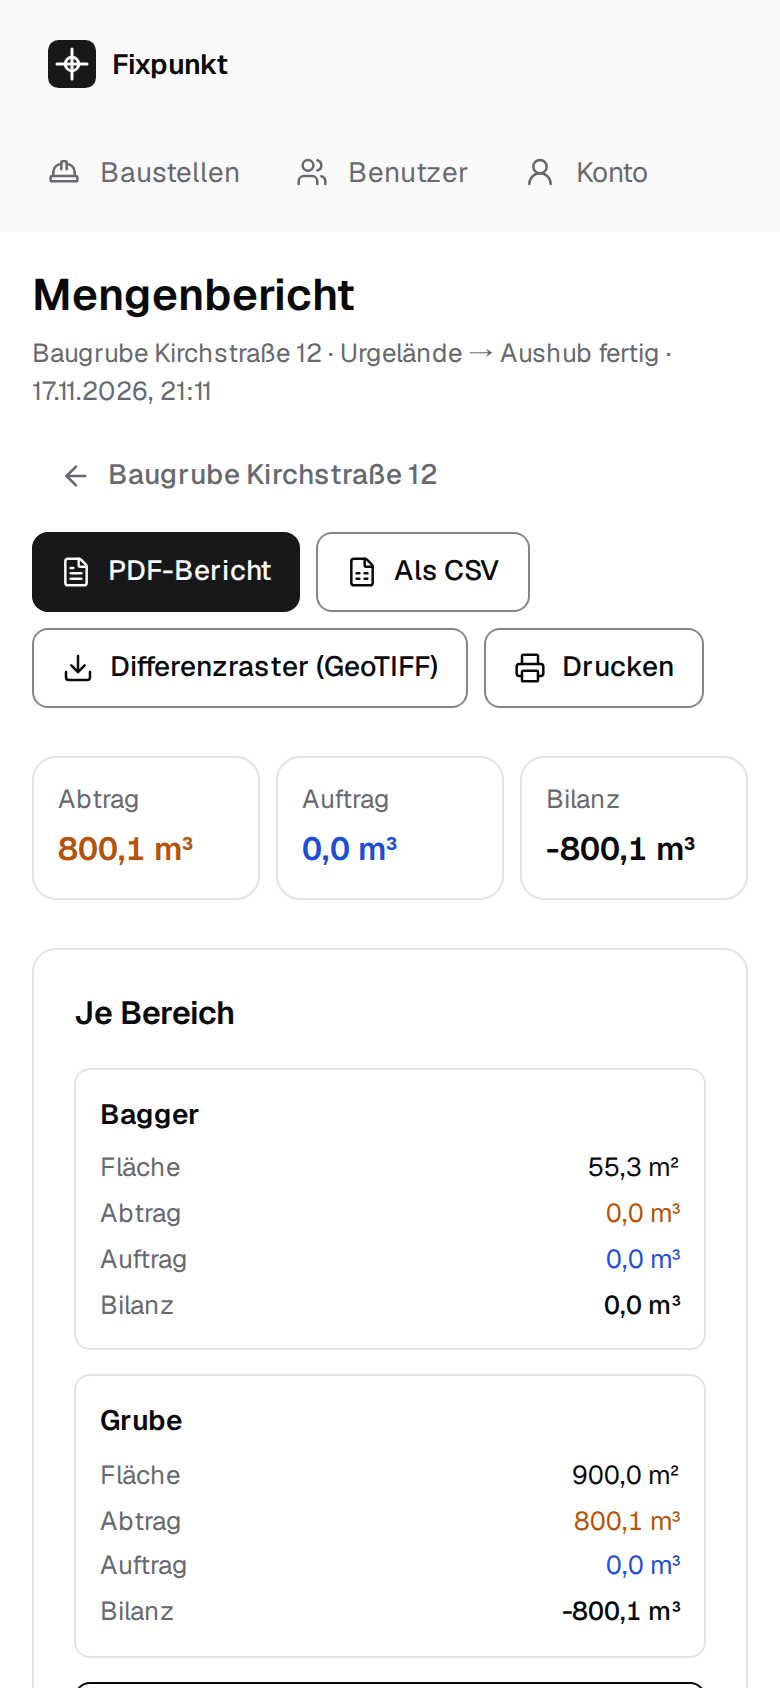 Fixpunkt
Baustellen Benutzer Konto
Mengenbericht
Baugrube Kirchstraße 12 · Urgelände → Aushub fertig ·
17.11.2026, 21:11
← Baugrube Kirchstraße 12
PDF-Bericht Als CSV
Differenzraster (GeoTIFF) Drucken
Abtrag Auftrag Bilanz
800,1 m³ 0,0 m³ -800,1 m³
Je Bereich
Bagger
Fläche 55,3 m²
Abtrag 0,0 m³
Auftrag 0,0 m³
Bilanz 0,0 m³
Grube
Fläche 900,0 m²
Abtrag 800,1 m³
Auftrag 0,0 m³
Bilanz -800,1 m³